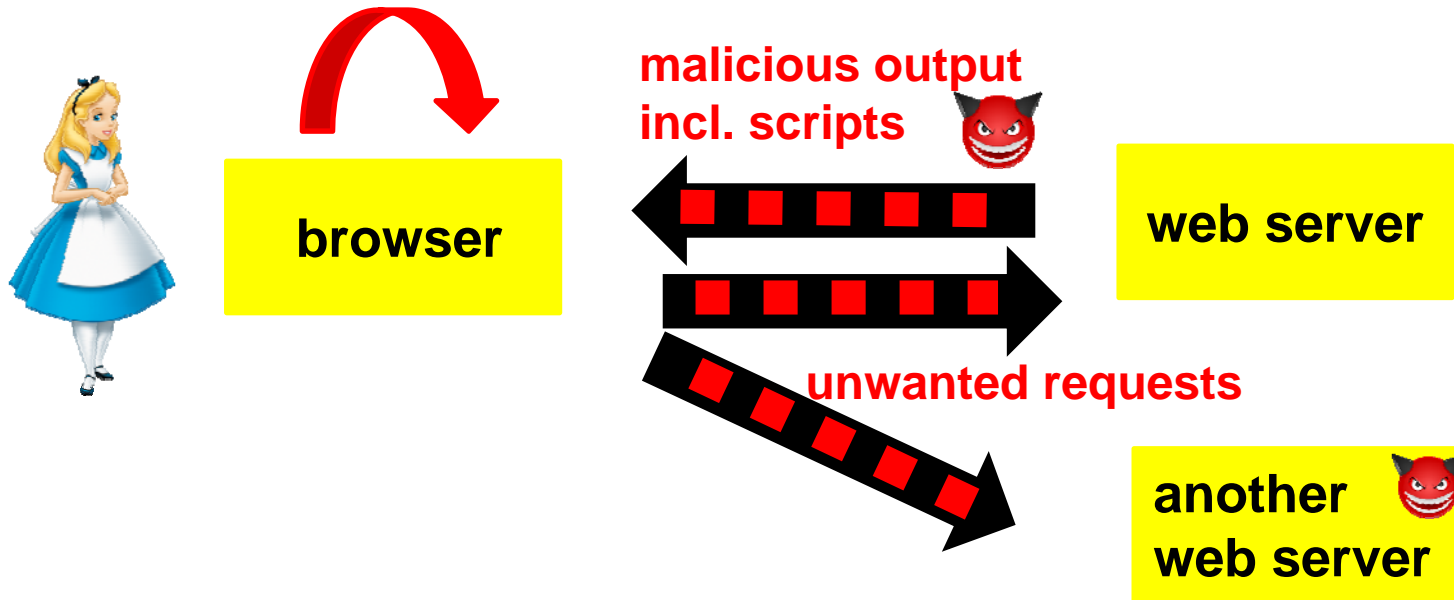 malicious output
incl. scripts
browser
web server
unwanted requests
another
web server